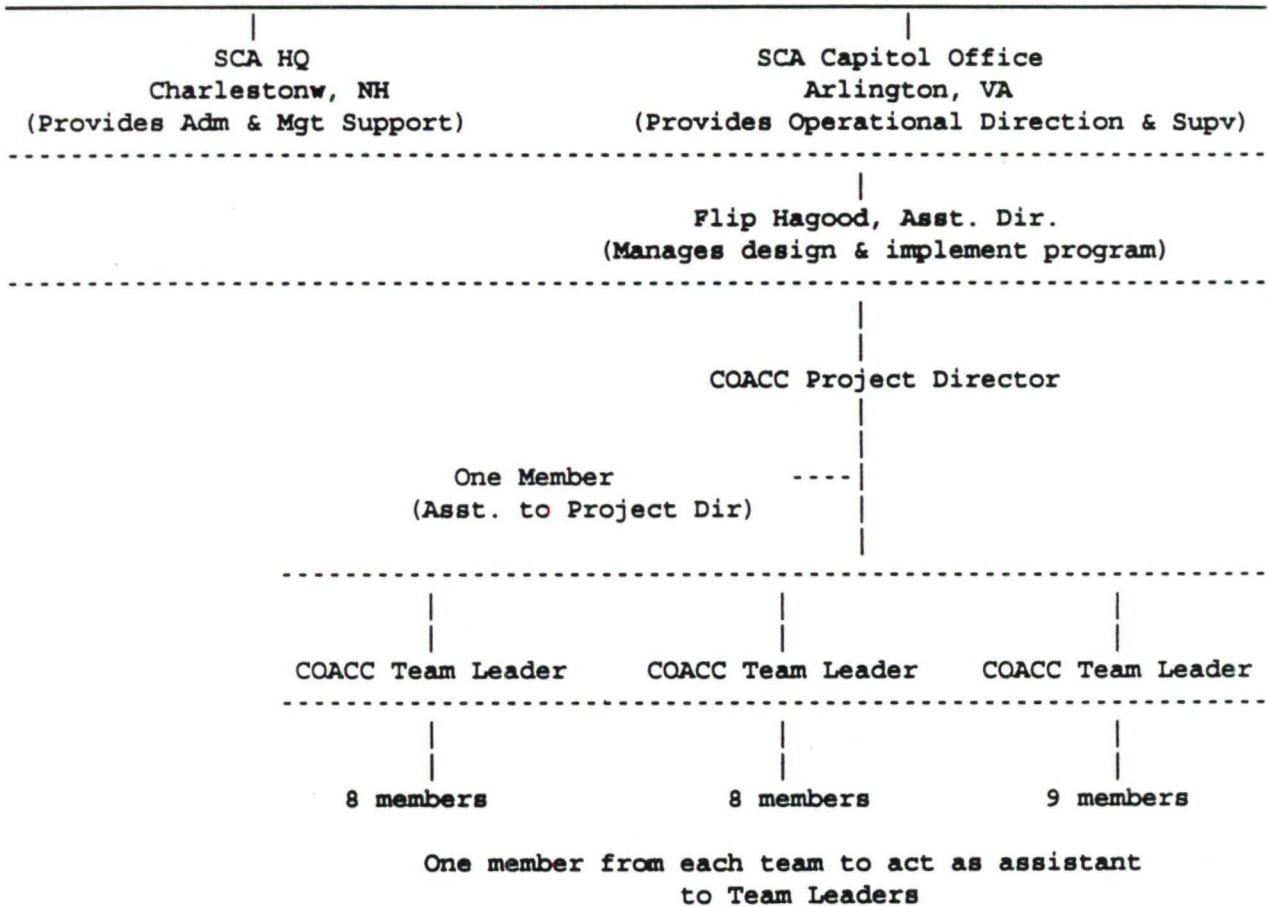 SCA HQ
Charlestonw, NH
(Provides Adm & Mgt Support)
SCA Capitol Office
Arlington, VA
(Provides Operational Direction & Supv)
Flip Hagood, Asst. Dir.
(Manages design & implement program)
COACC Project Director
One Member
(Asst. to Project Dir)
COACC Team Leader
COACC Team Leader
COACC Team Leader
8 members
8 members
9 members
One member from each team to act as assistant
to Team Leaders